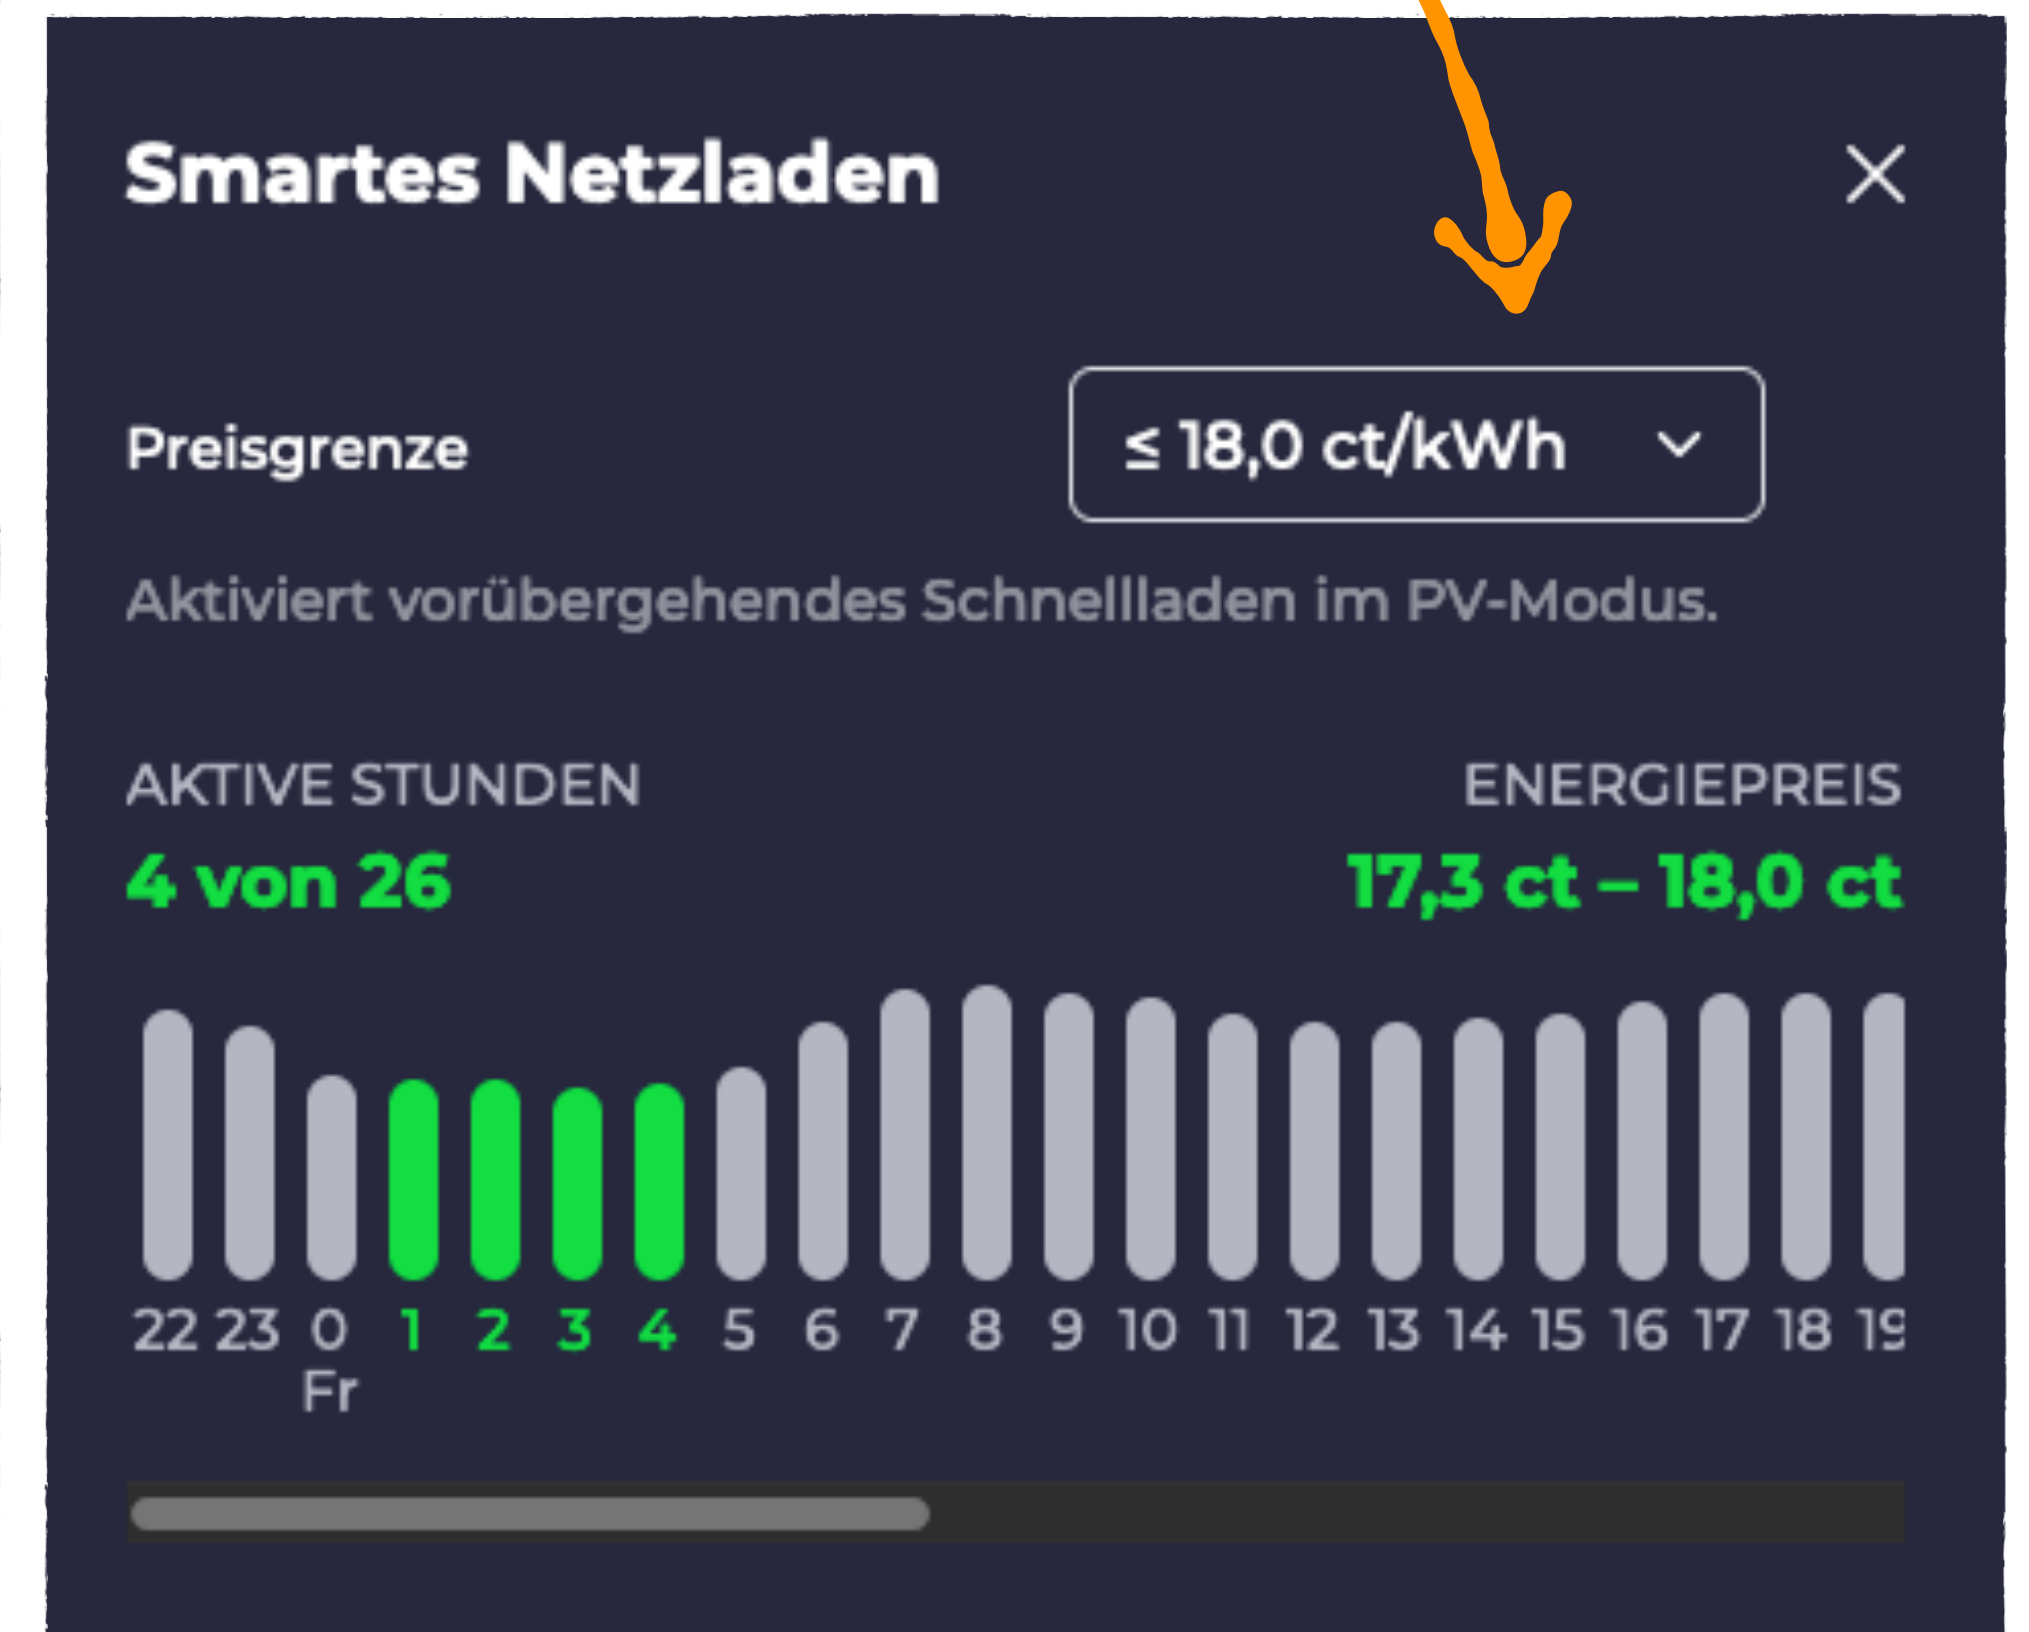 Smartes Netzladen
Preisgrenze
≤ 18,0 ct/kWh
Aktiviert vorübergehendes Schnellladen im PV-Modus.
AKTIVE STUNDEN
ENERGIEPREIS
4 von 26
17,3 ct – 18,0 ct
22 23 0 1 2 3 4 5 6 7 8 9 10 11 12 13 14 15 16 17 18 19
Fr